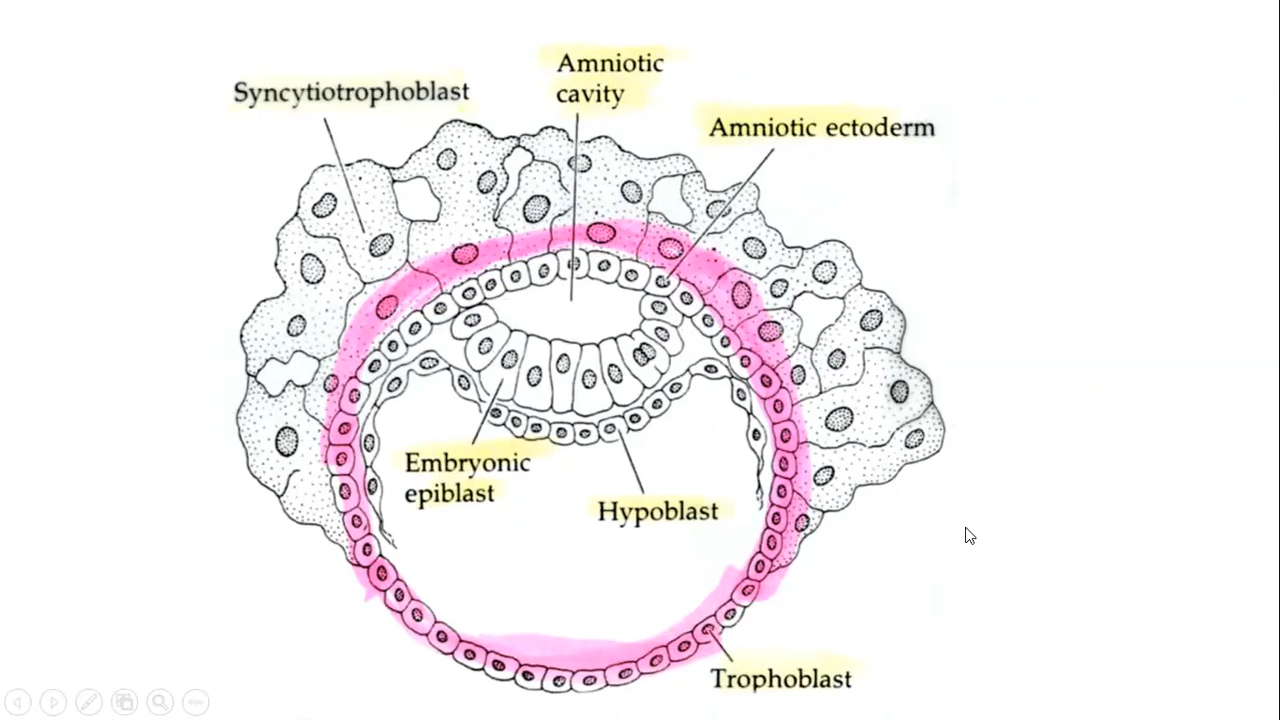 Amniotic
cavity
Syncytiotrophoblast
Amniotic ectoderm
Embryonic
epiblast
Hypoblast
Trophoblast